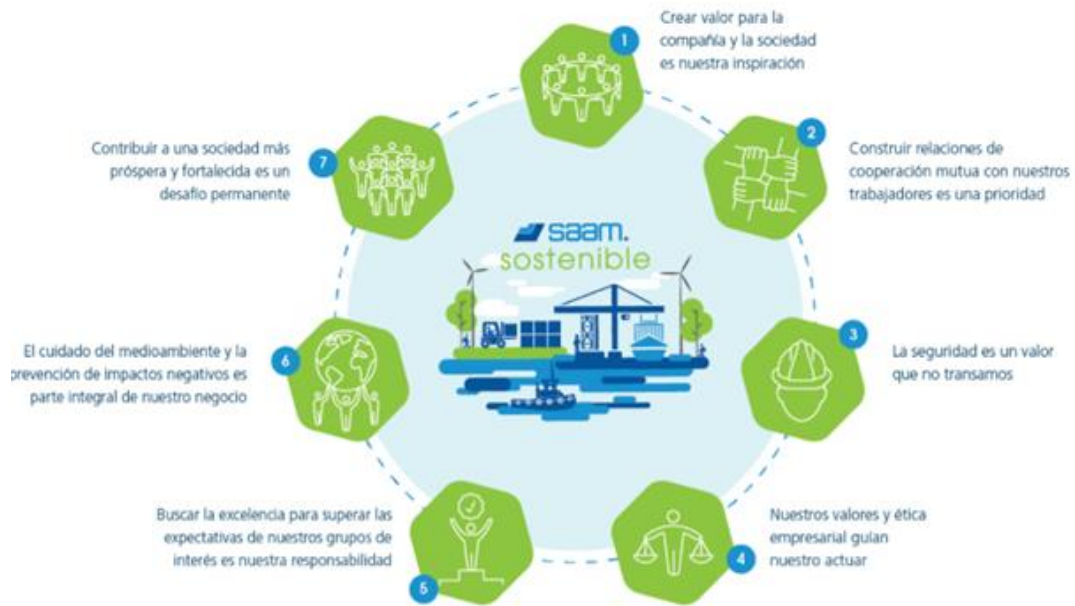 1
Crear valor para la
compañía y la sociedad
es nuestra inspiración
2
Construir relaciones de
cooperación mutua con nuestros
trabajadores es una prioridad
3
La seguridad es un valor
que no transamos
4
Nuestros valores y ética
empresarial guían
nuestro actuar
5
Buscar la excelencia para superar las
expectativas de nuestros grupos de
interés es nuestra responsabilidad
6
El cuidado del medioambiente y la
prevención de impactos negativos es
parte integral de nuestro negocio
7
Contribuir a una sociedad más
próspera y fortalecida es un
desafío permanente
saam.
sostenible